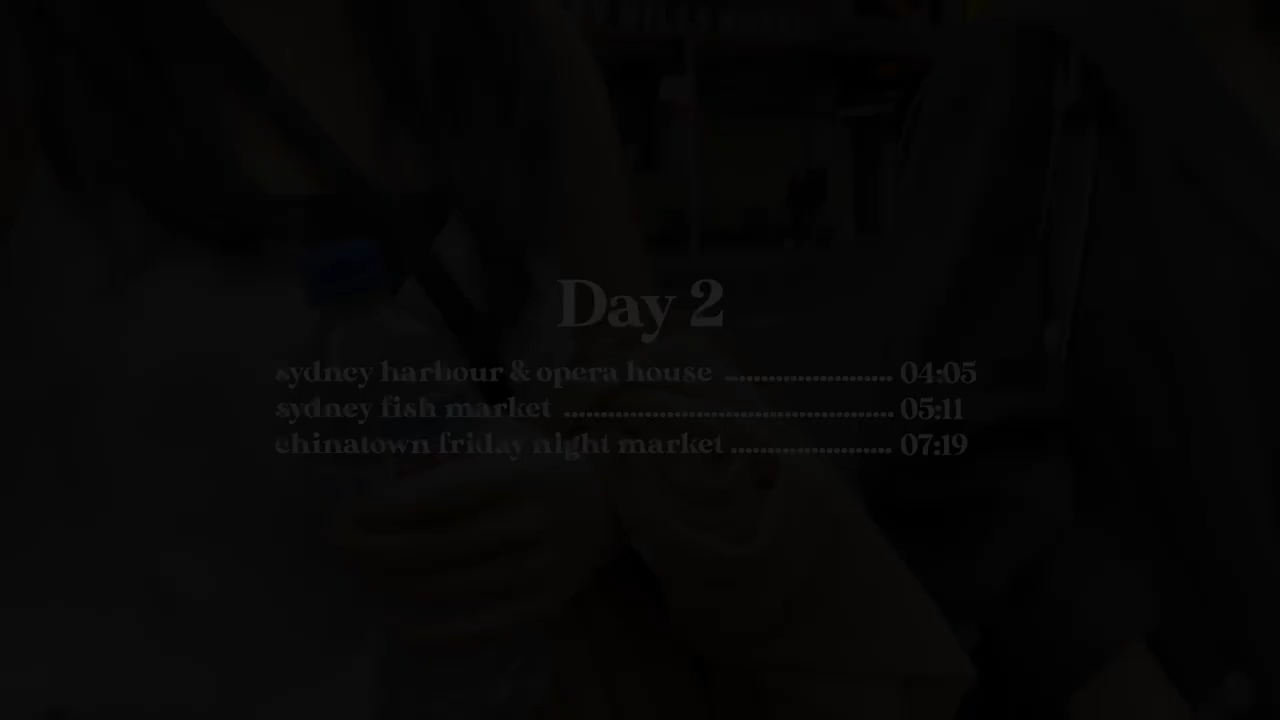 Day 2
sydney harbour & opera house ........................ 04:05
sydney fish market ................................................ 05:11
chinatown friday night market ....................... 07:19